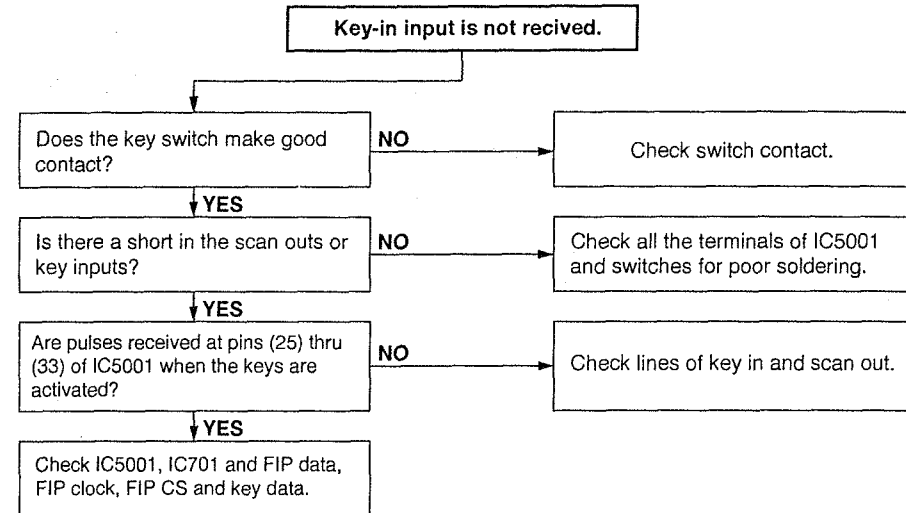 Key-in input is not recived.
Does the key switch make good
contact?
NO
Check switch contact.
YES
Is there a short in the scan outs or
key inputs?
NO
Check all the terminals of IC5001
and switches for poor soldering.
YES
Are pulses received at pins (25) thru
(33) of IC5001 when the keys are
activated?
NO
Check lines of key in and scan out.
YES
Check IC5001, IC701 and FIP data,
FIP clock, FIP CS and key data.